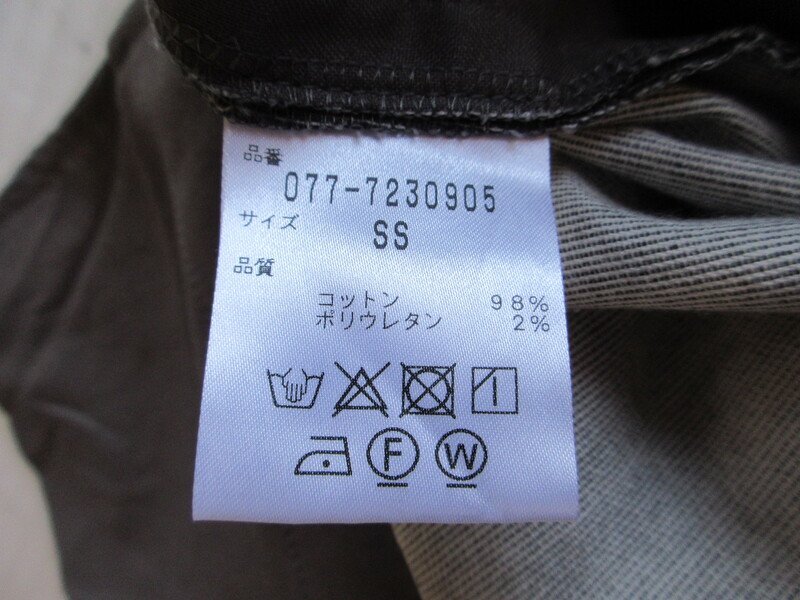 品番
077-7230905
サイズ SS
品質
コットン 98%
ポリウレタン 2%
F W